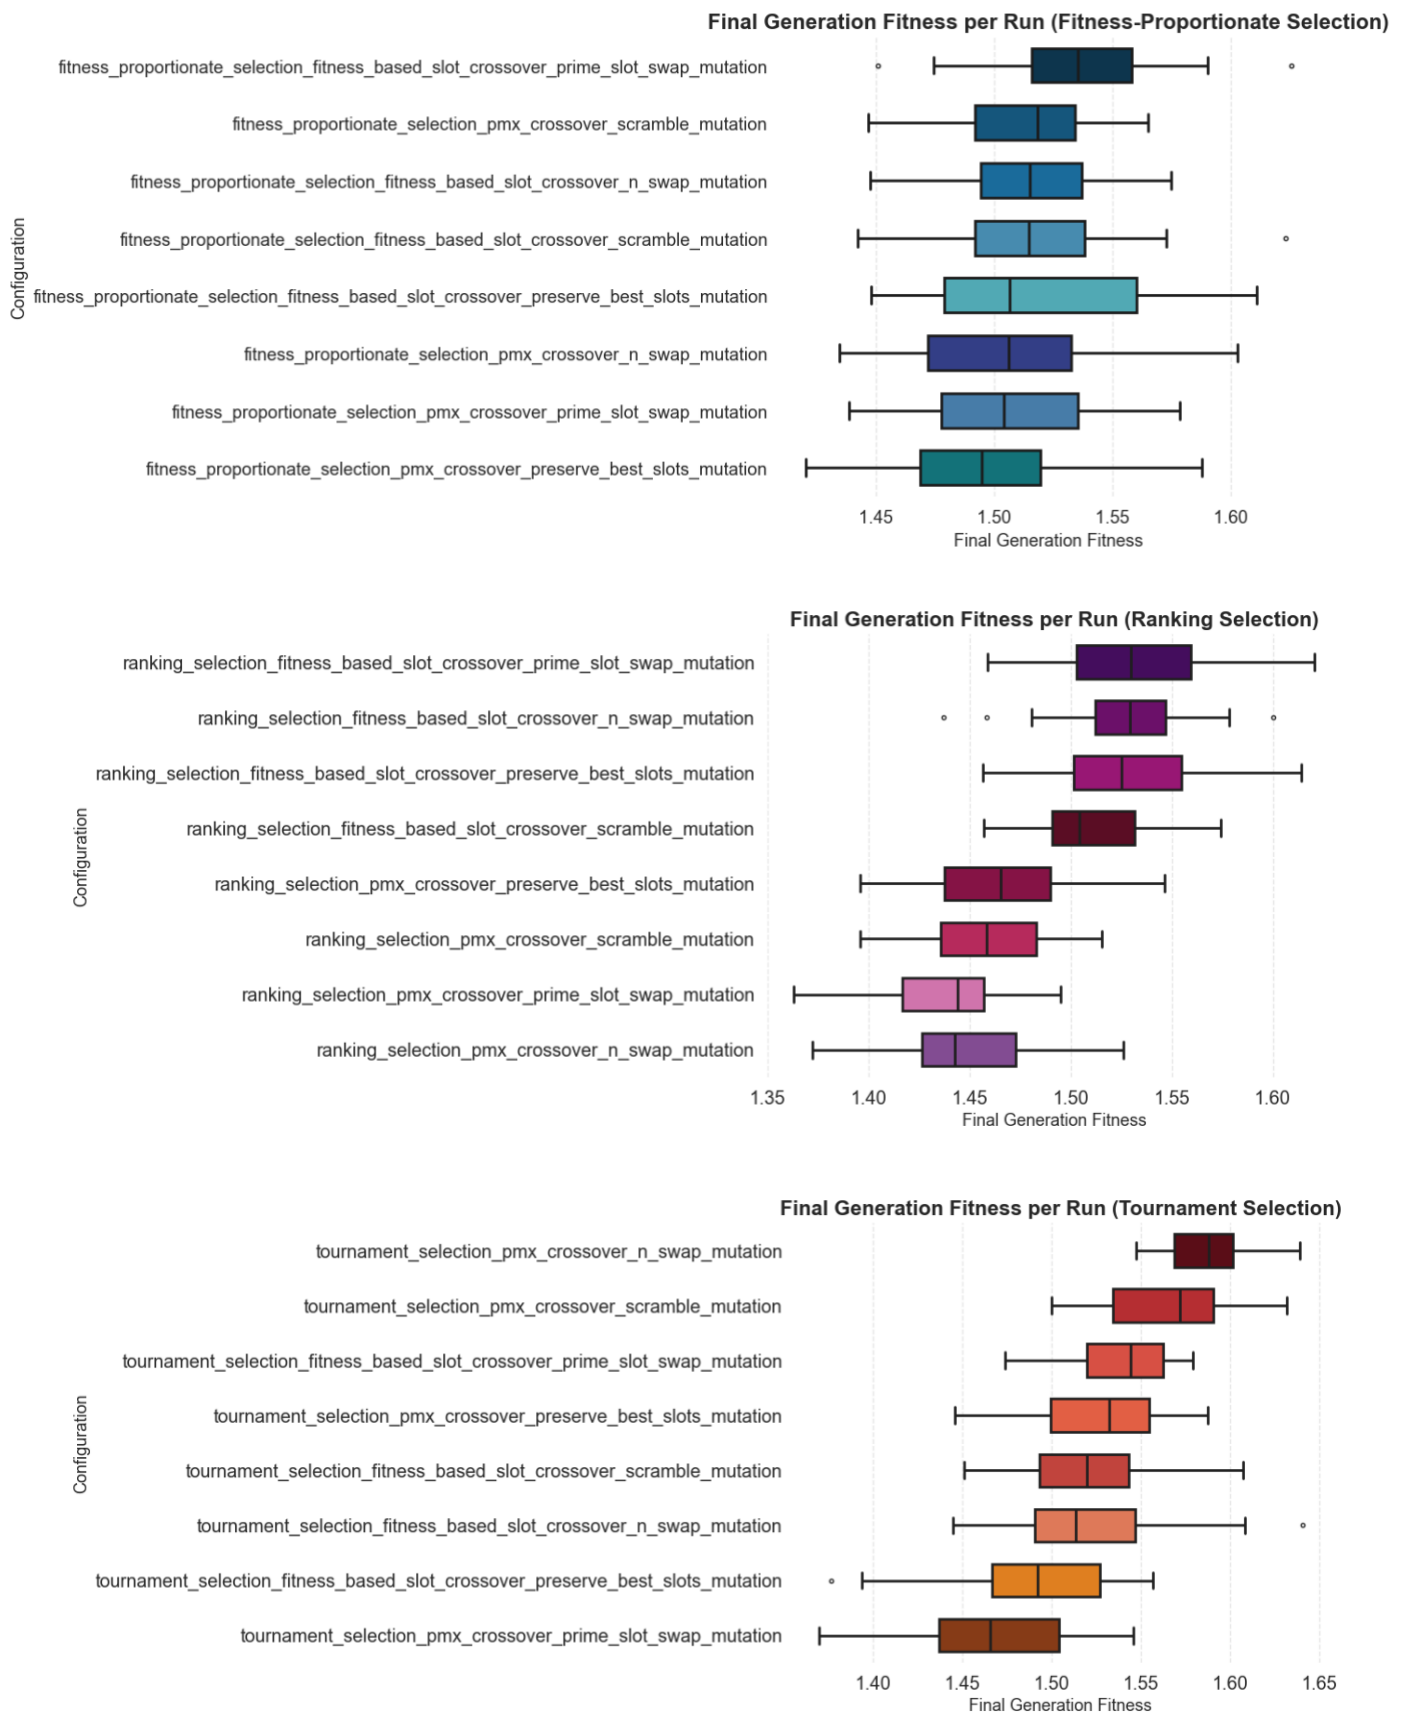 Final Generation Fitness per Run (Fitness-Proportionate Selection)
fitness_proportionate_selection_fitness_based_slot_crossover_prime_slot_swap_mutation
fitness_proportionate_selection_pmx_crossover_scramble_mutation
fitness_proportionate_selection_fitness_based_slot_crossover_n_swap_mutation
fitness_proportionate_selection_fitness_based_slot_crossover_scramble_mutation
Configuration
fitness_proportionate_selection_fitness_based_slot_crossover_preserve_best_slots_mutation
fitness_proportionate_selection_pmx_crossover_n_swap_mutation
fitness_proportionate_selection_pmx_crossover_prime_slot_swap_mutation
fitness_proportionate_selection_pmx_crossover_preserve_best_slots_mutation
1.45 1.50 1.55 1.60
Final Generation Fitness
Final Generation Fitness per Run (Ranking Selection)
ranking_selection_fitness_based_slot_crossover_prime_slot_swap_mutation
ranking_selection_fitness_based_slot_crossover_n_swap_mutation
ranking_selection_fitness_based_slot_crossover_preserve_best_slots_mutation
ranking_selection_fitness_based_slot_crossover_scramble_mutation
Configuration
ranking_selection_pmx_crossover_preserve_best_slots_mutation
ranking_selection_pmx_crossover_scramble_mutation
ranking_selection_pmx_crossover_prime_slot_swap_mutation
ranking_selection_pmx_crossover_n_swap_mutation
1.35 1.40 1.45 1.50 1.55 1.60
Final Generation Fitness
Final Generation Fitness per Run (Tournament Selection)
tournament_selection_pmx_crossover_n_swap_mutation
tournament_selection_pmx_crossover_scramble_mutation
tournament_selection_fitness_based_slot_crossover_prime_slot_swap_mutation
tournament_selection_pmx_crossover_preserve_best_slots_mutation
Configuration
tournament_selection_fitness_based_slot_crossover_scramble_mutation
tournament_selection_fitness_based_slot_crossover_n_swap_mutation
tournament_selection_fitness_based_slot_crossover_preserve_best_slots_mutation
tournament_selection_pmx_crossover_prime_slot_swap_mutation
1.40 1.45 1.50 1.55 1.60 1.65
Final Generation Fitness